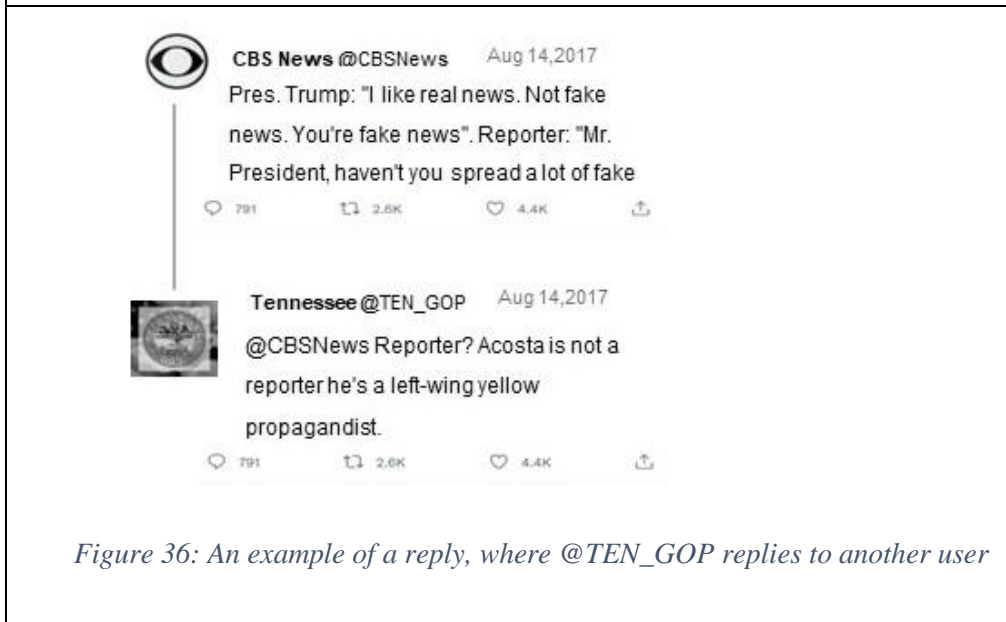 CBS News @CBSNews Aug 14,2017
Pres. Trump: "I like real news. Not fake
news. You're fake news". Reporter: "Mr.
President, haven't you spread a lot of fake
791 2.6K 4.4K
Tennessee @TEN_GOP Aug 14,2017
@CBSNews Reporter? Acosta is not a
reporter he's a left-wing yellow
propagandist.
791 2.6K 4.4K
Figure 36: An example of a reply, where @TEN_GOP replies to another user